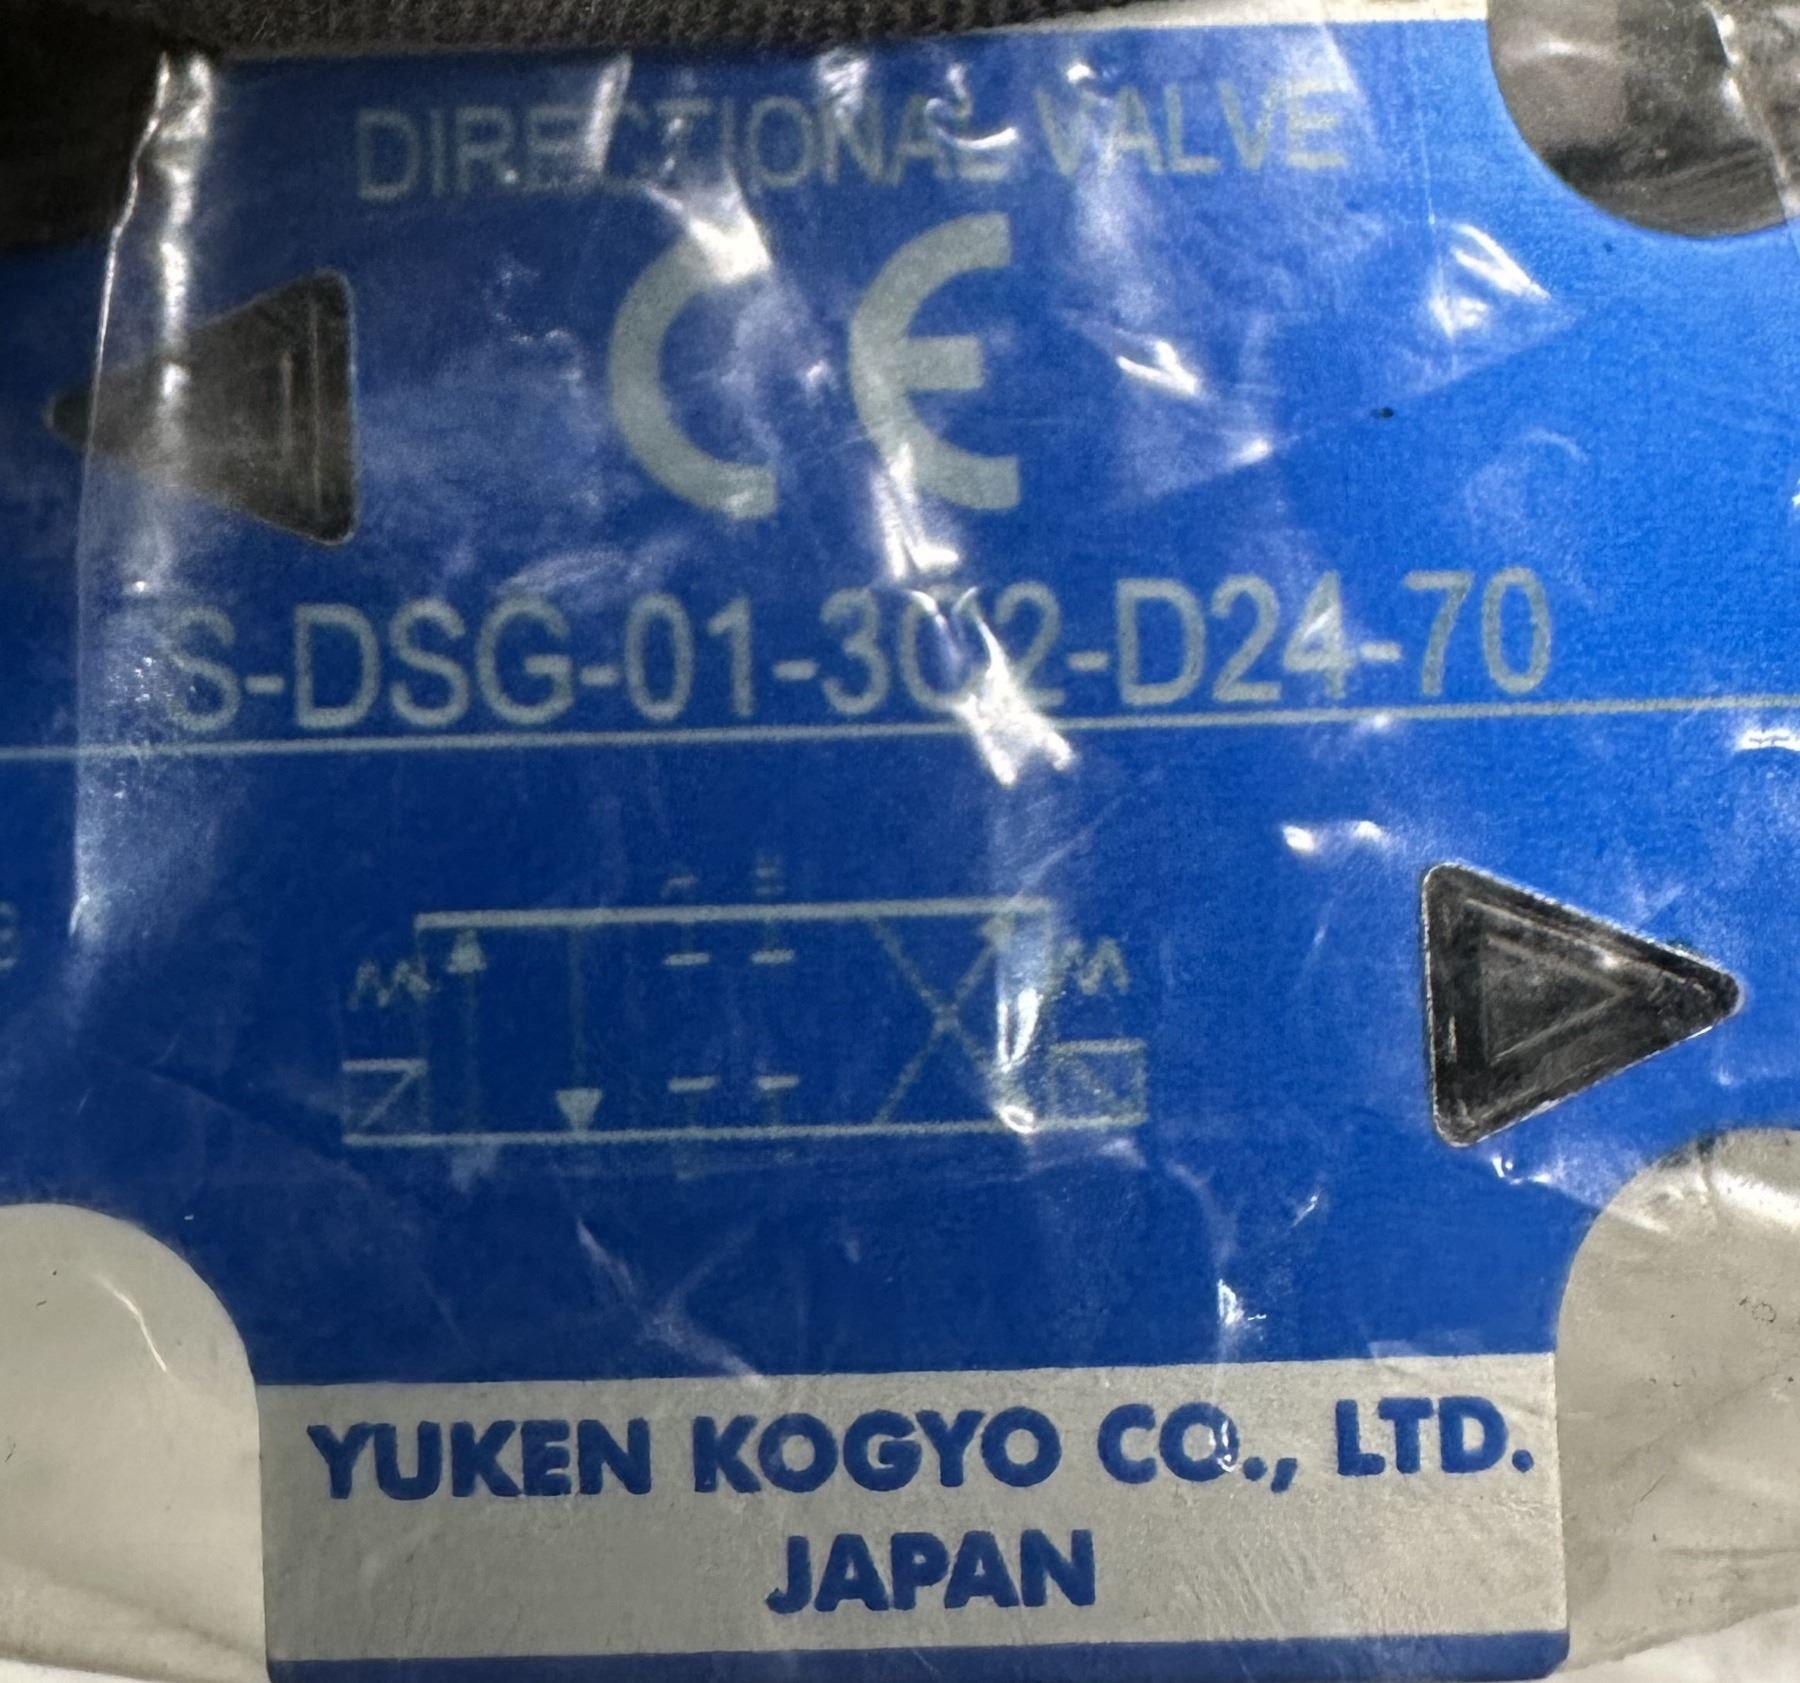 DIRECTIONAL VALVE
CE
S-DSG-01-3C2-D24-70
YUKEN KOGYO CO., LTD.
JAPAN